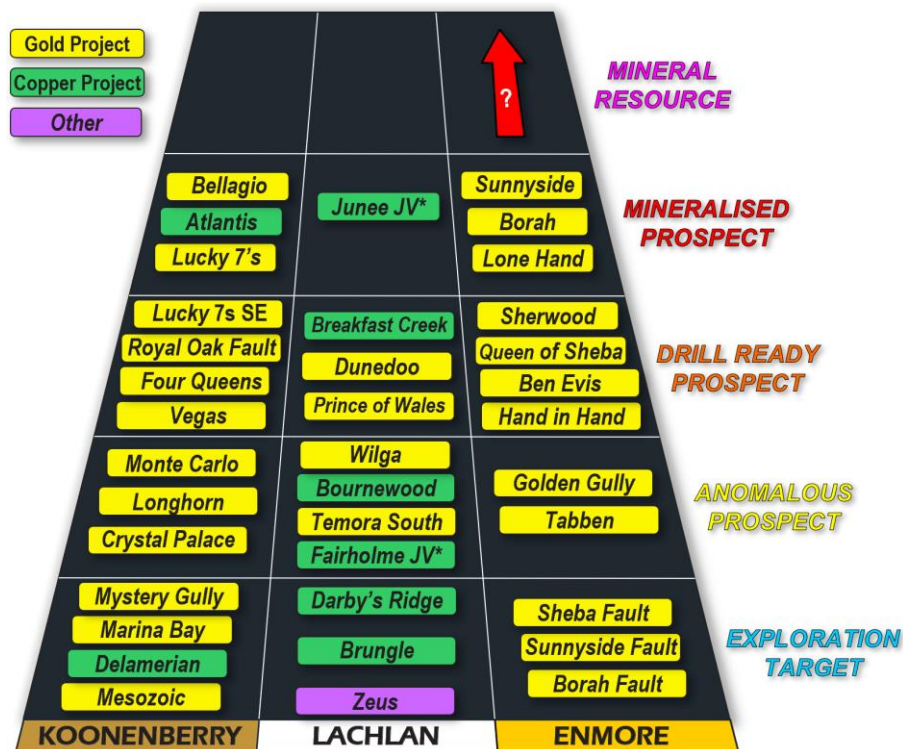 Gold Project
Copper Project
Other
?
MINERAL
RESOURCE
Bellagio
Atlantis
Lucky 7's
Junee JV*
Sunnyside
Borah
Lone Hand
MINERALISED
PROSPECT
Lucky 7s SE
Royal Oak Fault
Four Queens
Vegas
Breakfast Creek
Dunedoo
Prince of Wales
Sherwood
Queen of Sheba
Ben Evis
Hand in Hand
DRILL READY
PROSPECT
Monte Carlo
Longhorn
Crystal Palace
Wilga
Bournewood
Temora South
Fairholme JV*
Golden Gully
Tabben
ANOMALOUS
PROSPECT
Mystery Gully
Marina Bay
Delamerian
Mesozoic
Darby's Ridge
Brungle
Zeus
Sheba Fault
Sunnyside Fault
Borah Fault
EXPLORATION
TARGET
KOONENBERRY
LACHLAN
ENMORE